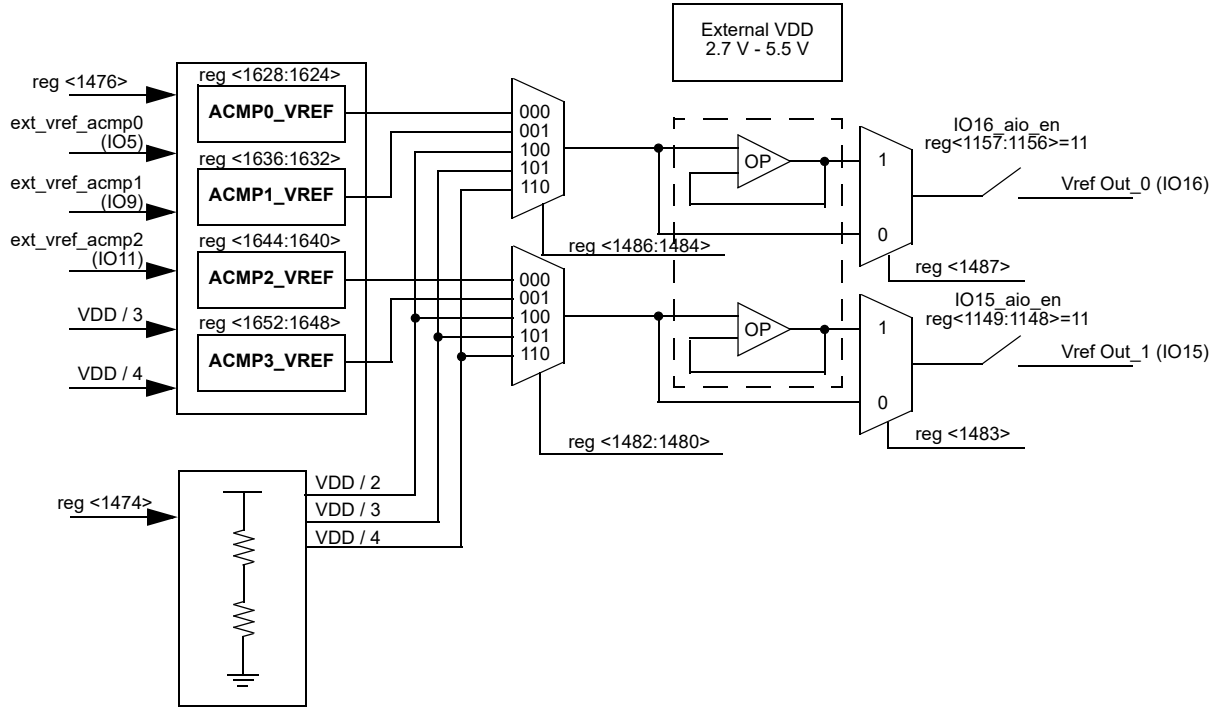 External VDD
2.7 V - 5.5 V
reg <1476>
ext_vref_acmp0
(IO5)
ext_vref_acmp1
(IO9)
ext_vref_acmp2
(IO11)
VDD / 3
VDD / 4
reg <1628:1624>
ACMP0_VREF
reg <1636:1632>
ACMP1_VREF
reg <1644:1640>
ACMP2_VREF
reg <1652:1648>
ACMP3_VREF
000
001
100
101
110
reg <1486:1484>
OP
1
0
reg <1487>
IO16_aio_en
reg<1157:1156>=11
Vref Out_0 (IO16)
000
001
100
101
110
reg <1482:1480>
OP
1
0
reg <1483>
IO15_aio_en
reg<1149:1148>=11
Vref Out_1 (IO15)
reg <1474>
VDD / 2
VDD / 3
VDD / 4